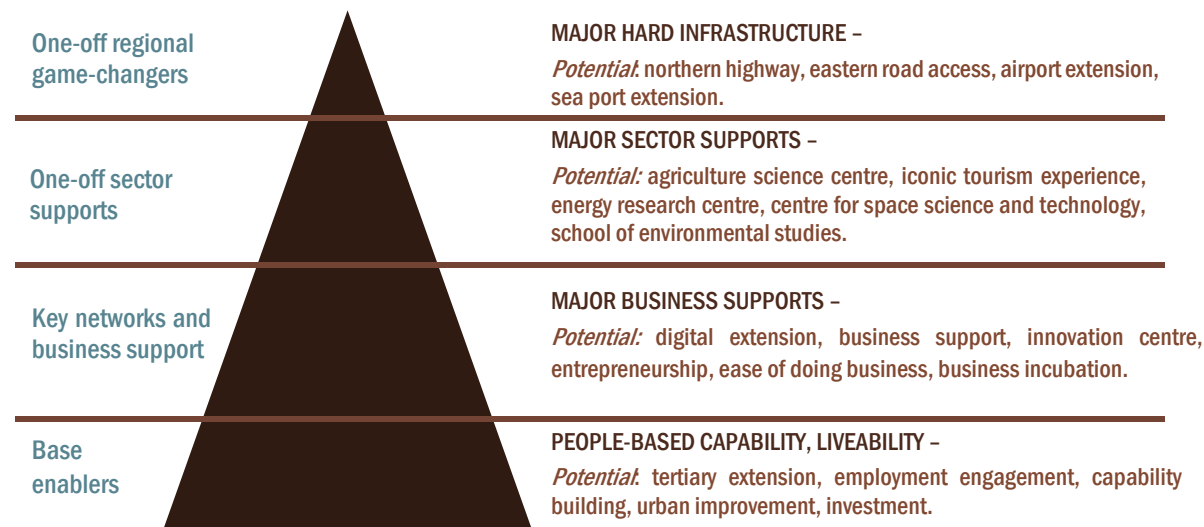 One-off regional
game-changers
MAJOR HARD INFRASTRUCTURE –
Potential: northern highway, eastern road access, airport extension,
sea port extension.
One-off sector
supports
MAJOR SECTOR SUPPORTS –
Potential: agriculture science centre, iconic tourism experience,
energy research centre, centre for space science and technology,
school of environmental studies.
Key networks and
business support
MAJOR BUSINESS SUPPORTS –
Potential: digital extension, business support, innovation centre,
entrepreneurship, ease of doing business, business incubation.
Base
enablers
PEOPLE-BASED CAPABILITY, LIVEABILITY –
Potential: tertiary extension, employment engagement, capability
building, urban improvement, investment.